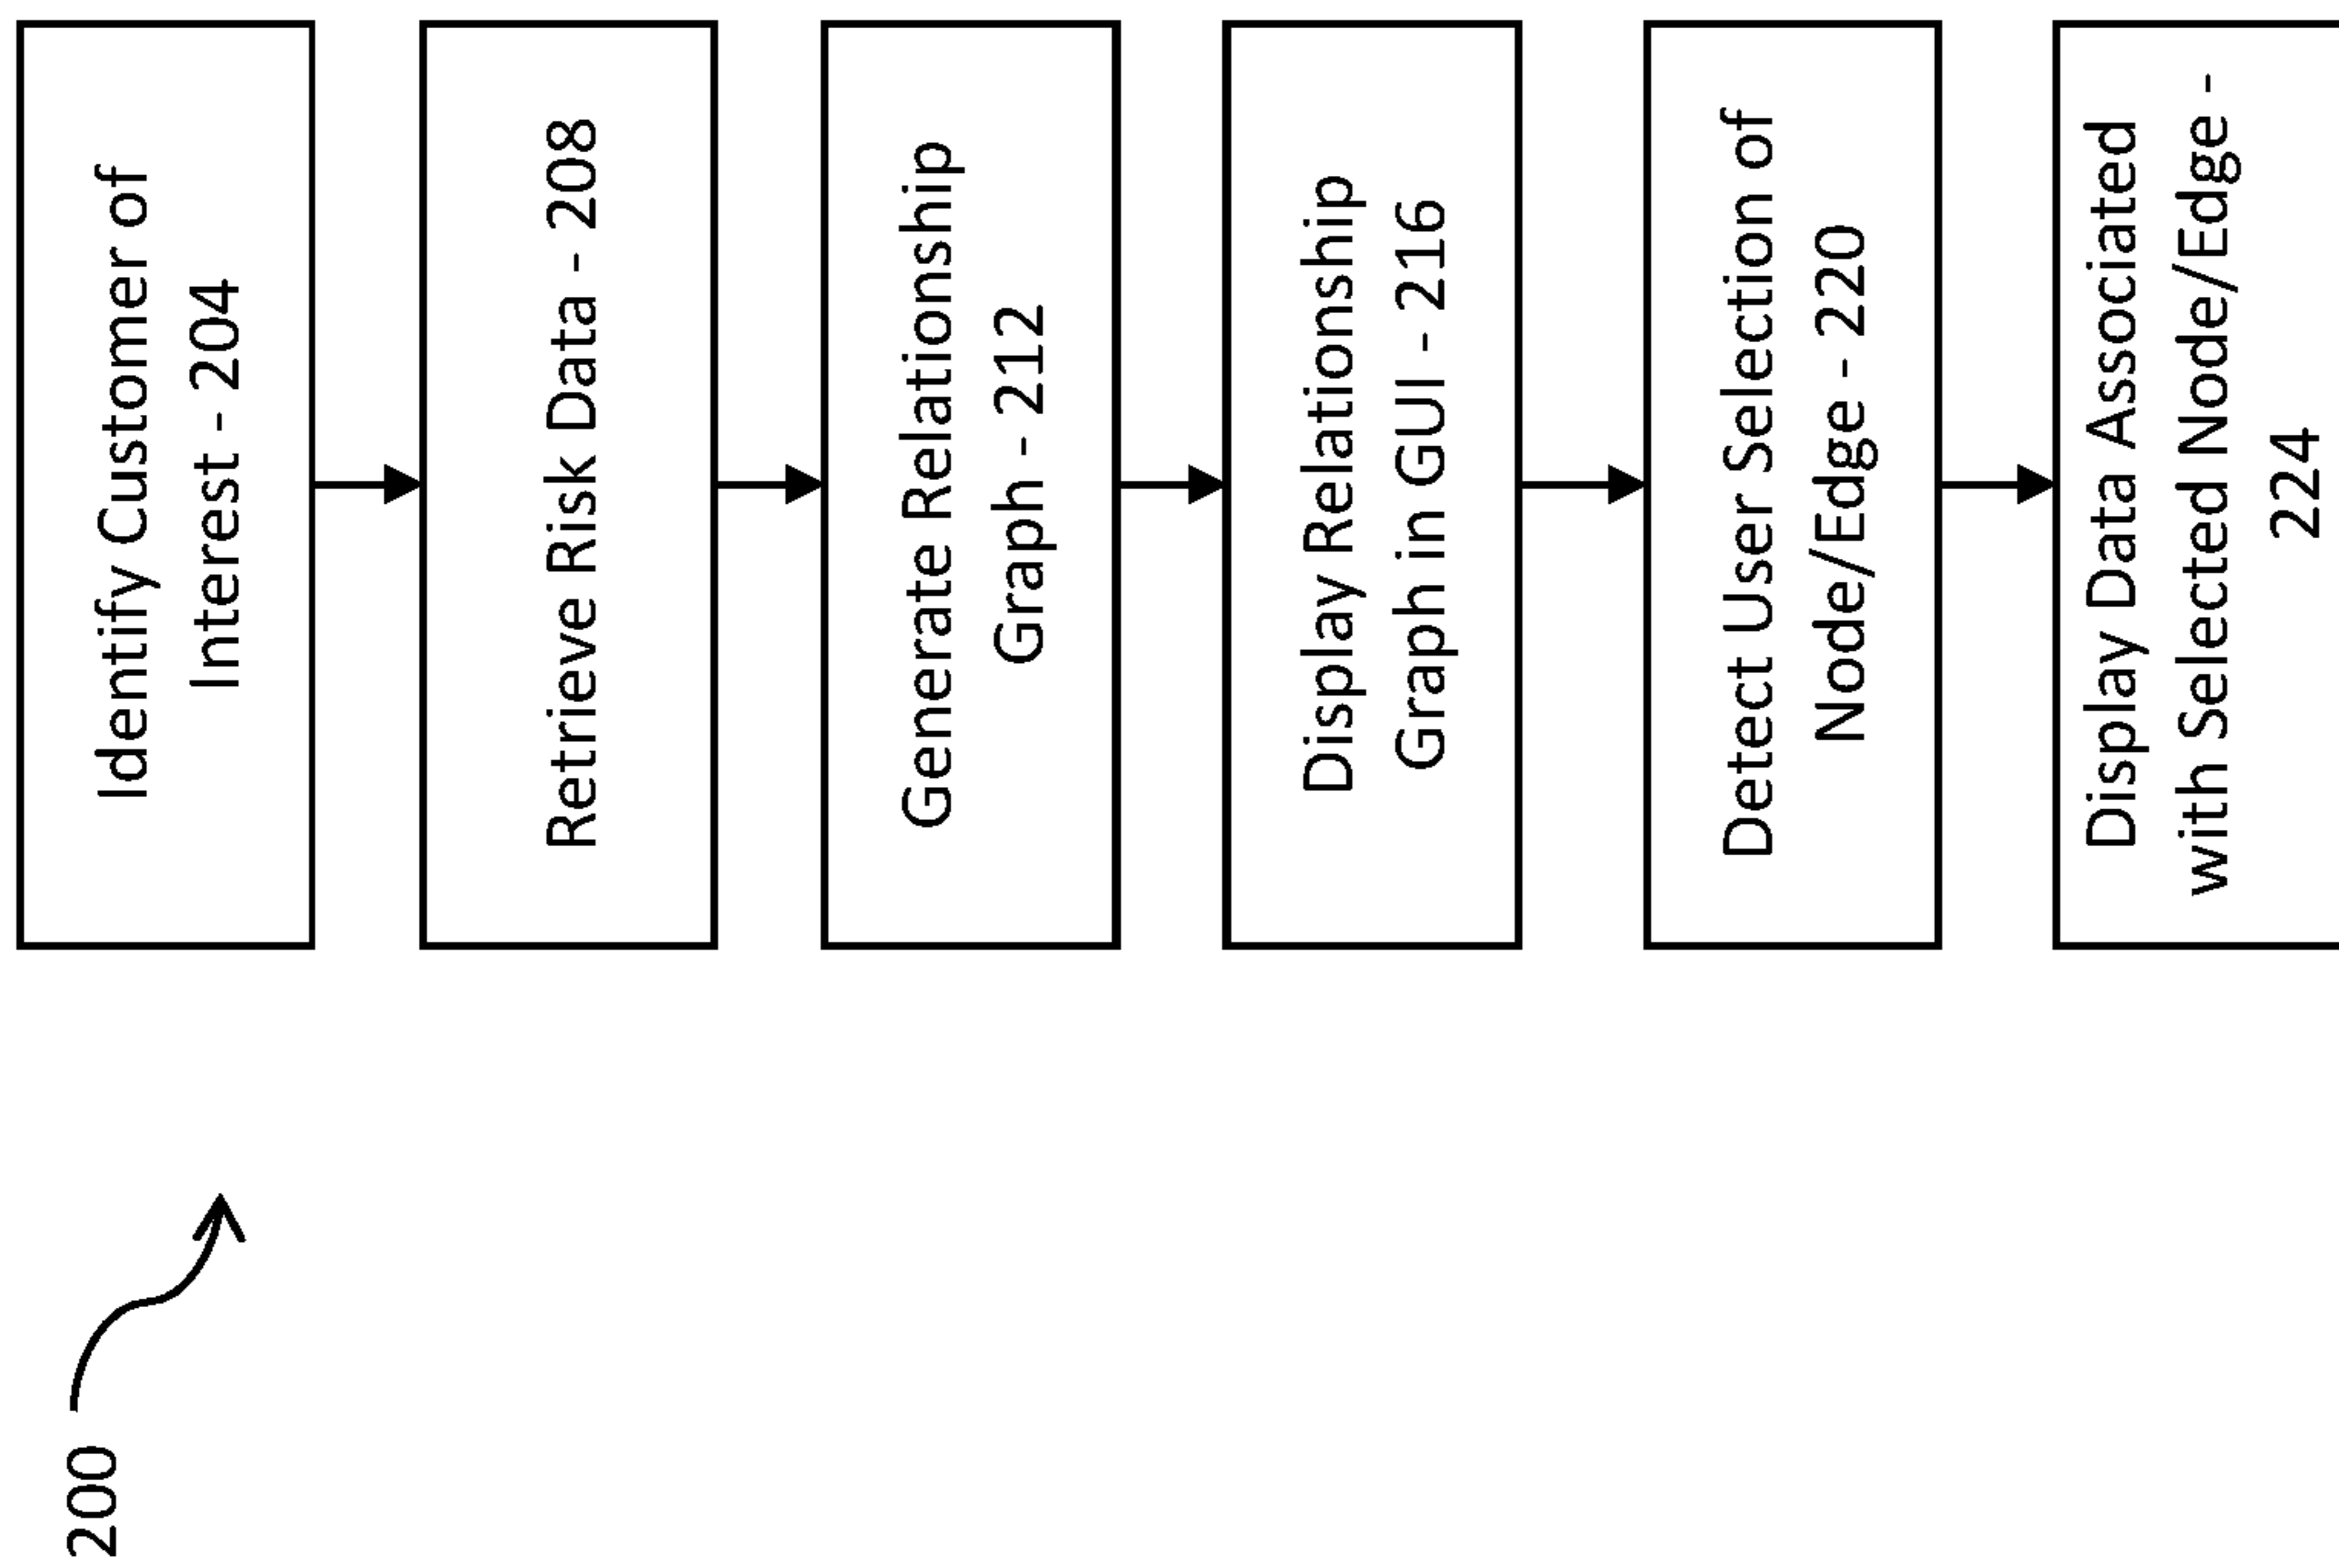 200
Identify Customer of
Interest - 204
Retrieve Risk Data - 208
Generate Relationship
Graph - 212
Display Relationship
Graph in GUI - 216
Detect User Selection of
Node/Edge - 220
Display Data Associated
with Selected Node/Edge -
224